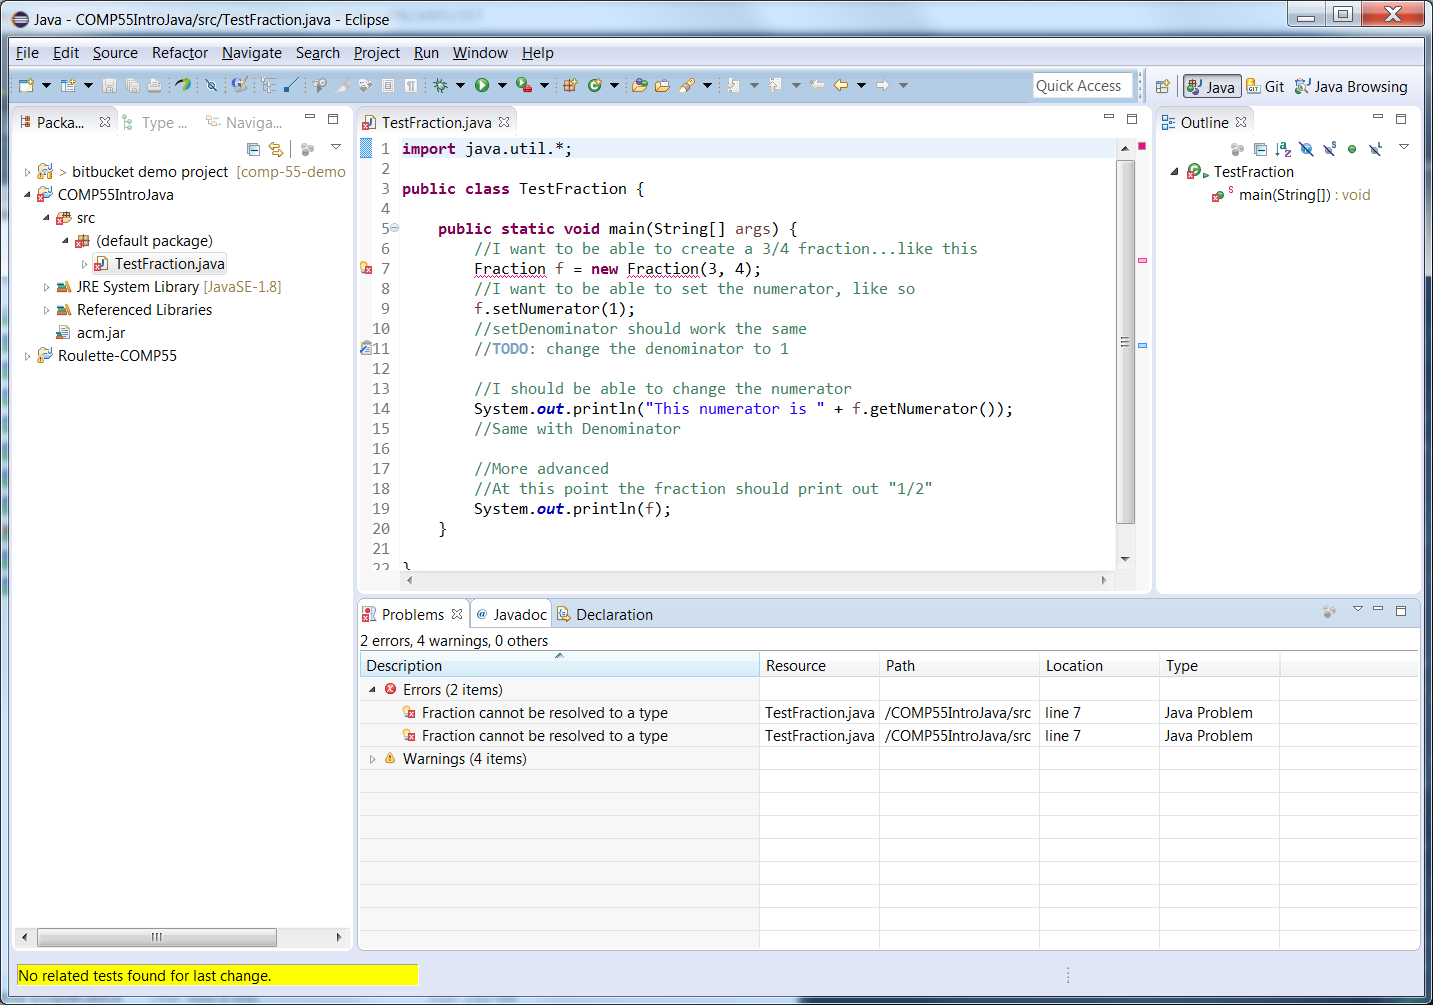 Java - COMP55IntroJava/src/TestFraction.java - Eclipse
File Edit Source Refactor Navigate Search Project Run Window Help
Quick Access
Java Git Java Browsing
Packa... Type ... Naviga...
> bitbucket demo project [comp-55-demo
COMP55IntroJava
src
(default package)
TestFraction.java
JRE System Library [JavaSE-1.8]
Referenced Libraries
acm.jar
Roulette-COMP55
TestFraction.java
1 import java.util.*;
2
3 public class TestFraction {
4
5 public static void main(String[] args) {
6 //I want to be able to create a 3/4 fraction...like this
7 Fraction f = new Fraction(3, 4);
8 //I want to be able to set the numerator, like so
9 f.setNumerator(1);
10 //setDenominator should work the same
11 //TODO: change the denominator to 1
12
13 //I should be able to change the numerator
14 System.out.println("This numerator is " + f.getNumerator());
15 //Same with Denominator
16
17 //More advanced
18 //At this point the fraction should print out "1/2"
19 System.out.println(f);
20 }
21
22 }
Outline
TestFraction
main(String[]) : void
Problems @ Javadoc Declaration
2 errors, 4 warnings, 0 others
Description Resource Path Location Type
Errors (2 items)
Fraction cannot be resolved to a type TestFraction.java /COMP55IntroJava/src line 7 Java Problem
Fraction cannot be resolved to a type TestFraction.java /COMP55IntroJava/src line 7 Java Problem
Warnings (4 items)
No related tests found for last change.